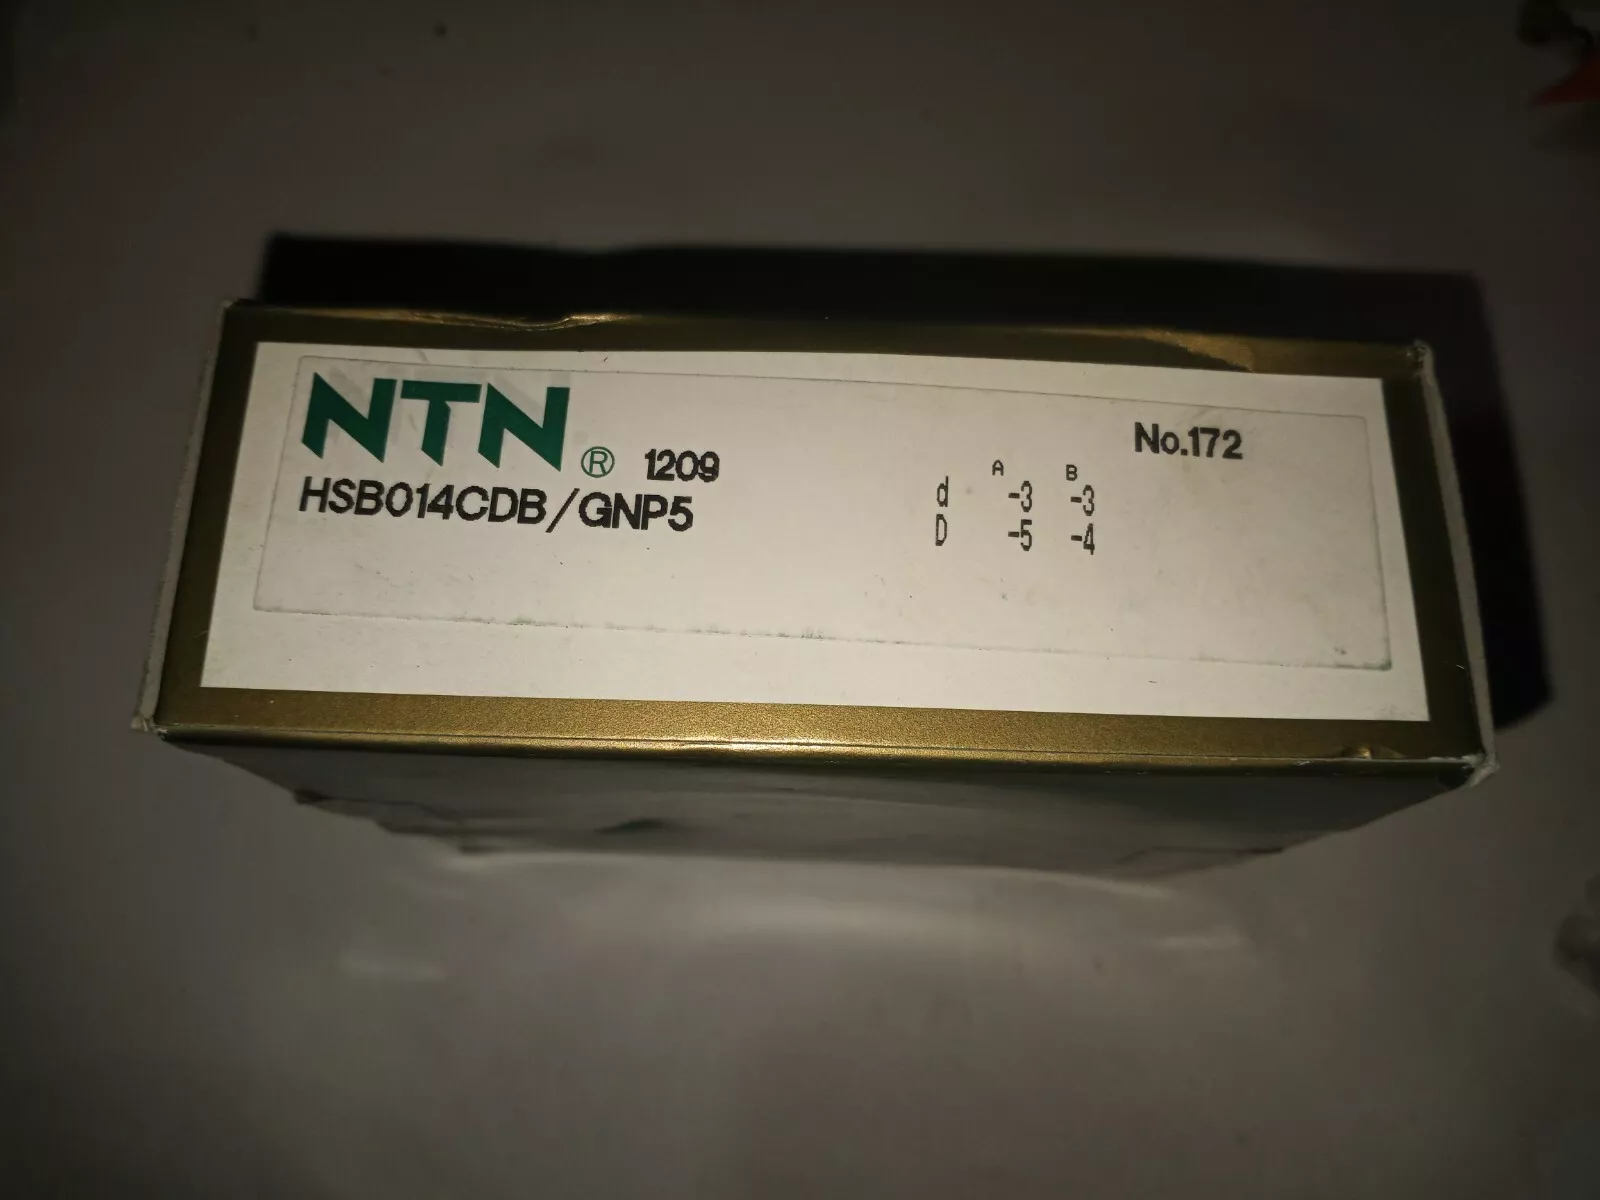 NTN® 1209
HSB014CDB/GNP5
A B
d -3 -3
D -5 -4
No.172